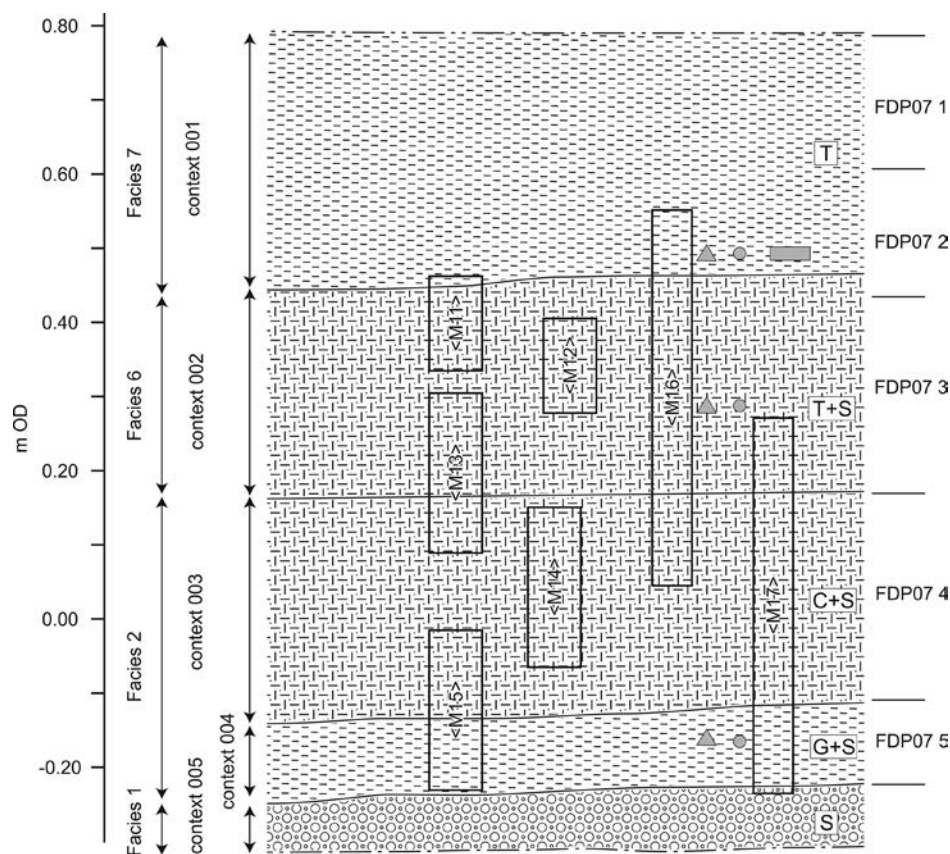 0.80
0.60
0.40
0.20
0.00
-0.20
m OD
Facies 7
Facies 6
Facies 2
Facies 1
context 001
context 002
context 003
context 004
context 005
<M11>
<M12>
<M13>
<M14>
<M15>
<M16>
<M17>
T
T+S
C+S
G+S
S
FDP07 1
FDP07 2
FDP07 3
FDP07 4
FDP07 5